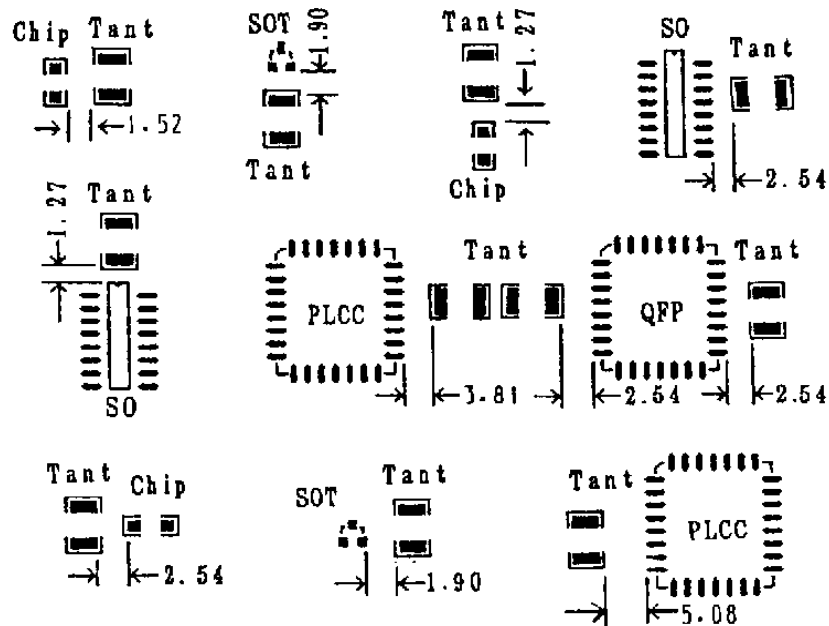 Chip Tant
1.52
SOT
1.90
Tant
Tant
1.27
Chip
SO
Tant
2.54
Tant
1.27
SO
PLCC
Tant
3.81
QFP
2.54
Tant
2.54
Tant
Chip
2.54
SOT
Tant
1.90
Tant
PLCC
5.08